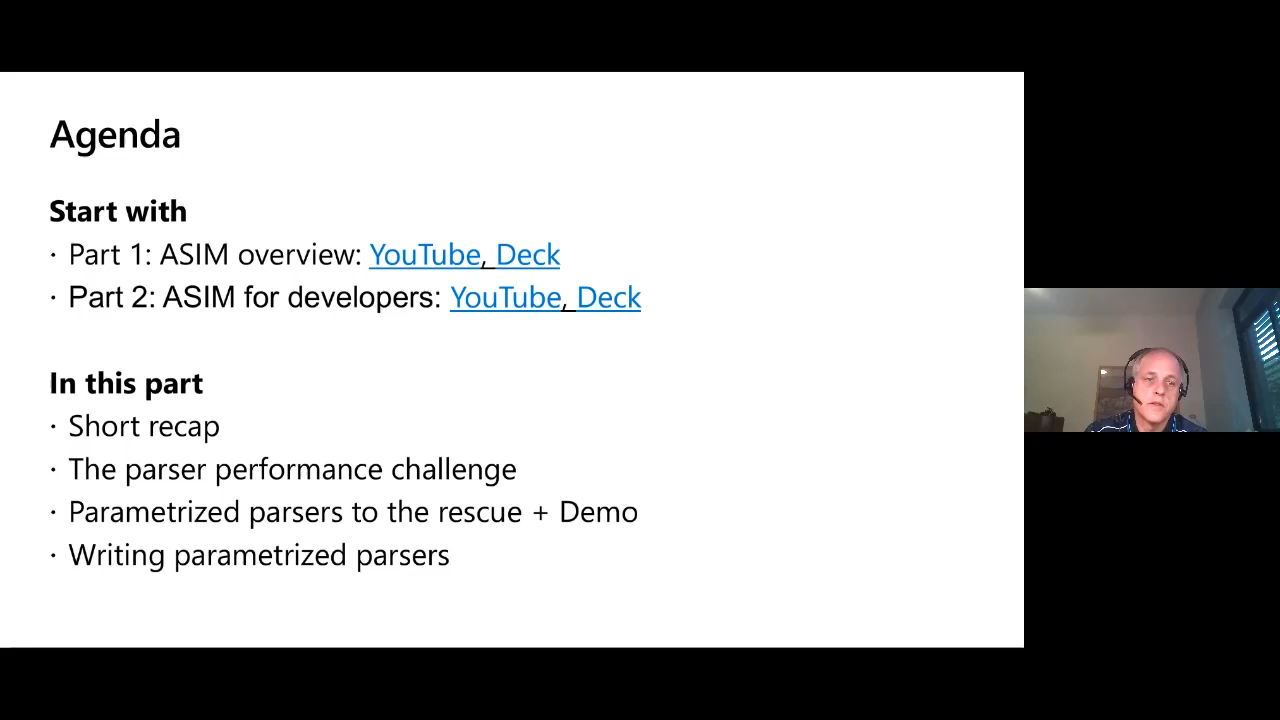 Agenda
Start with
· Part 1: ASIM overview: YouTube, Deck
· Part 2: ASIM for developers: YouTube, Deck
In this part
· Short recap
· The parser performance challenge
· Parametrized parsers to the rescue + Demo
· Writing parametrized parsers